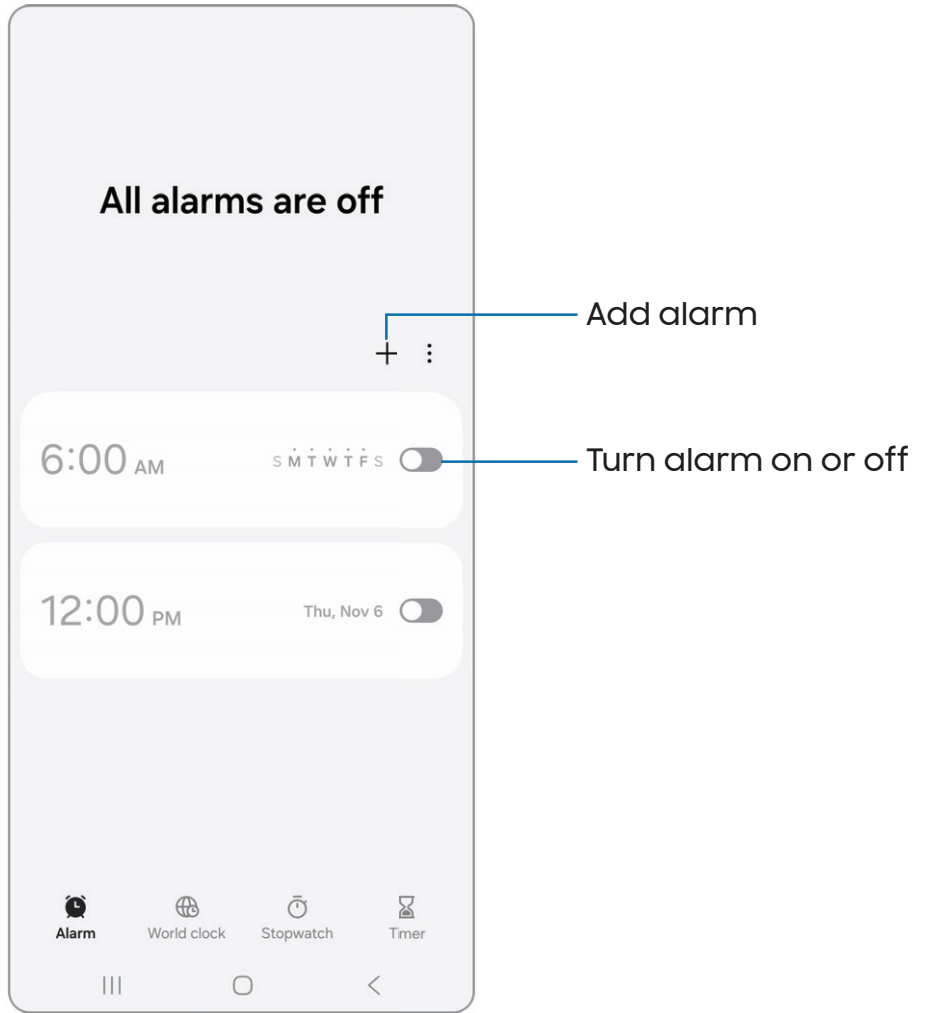 All alarms are off
Add alarm
6:00 AM S M T W T F S Turn alarm on or off
12:00 PM Thu, Nov 6
Alarm World clock Stopwatch Timer